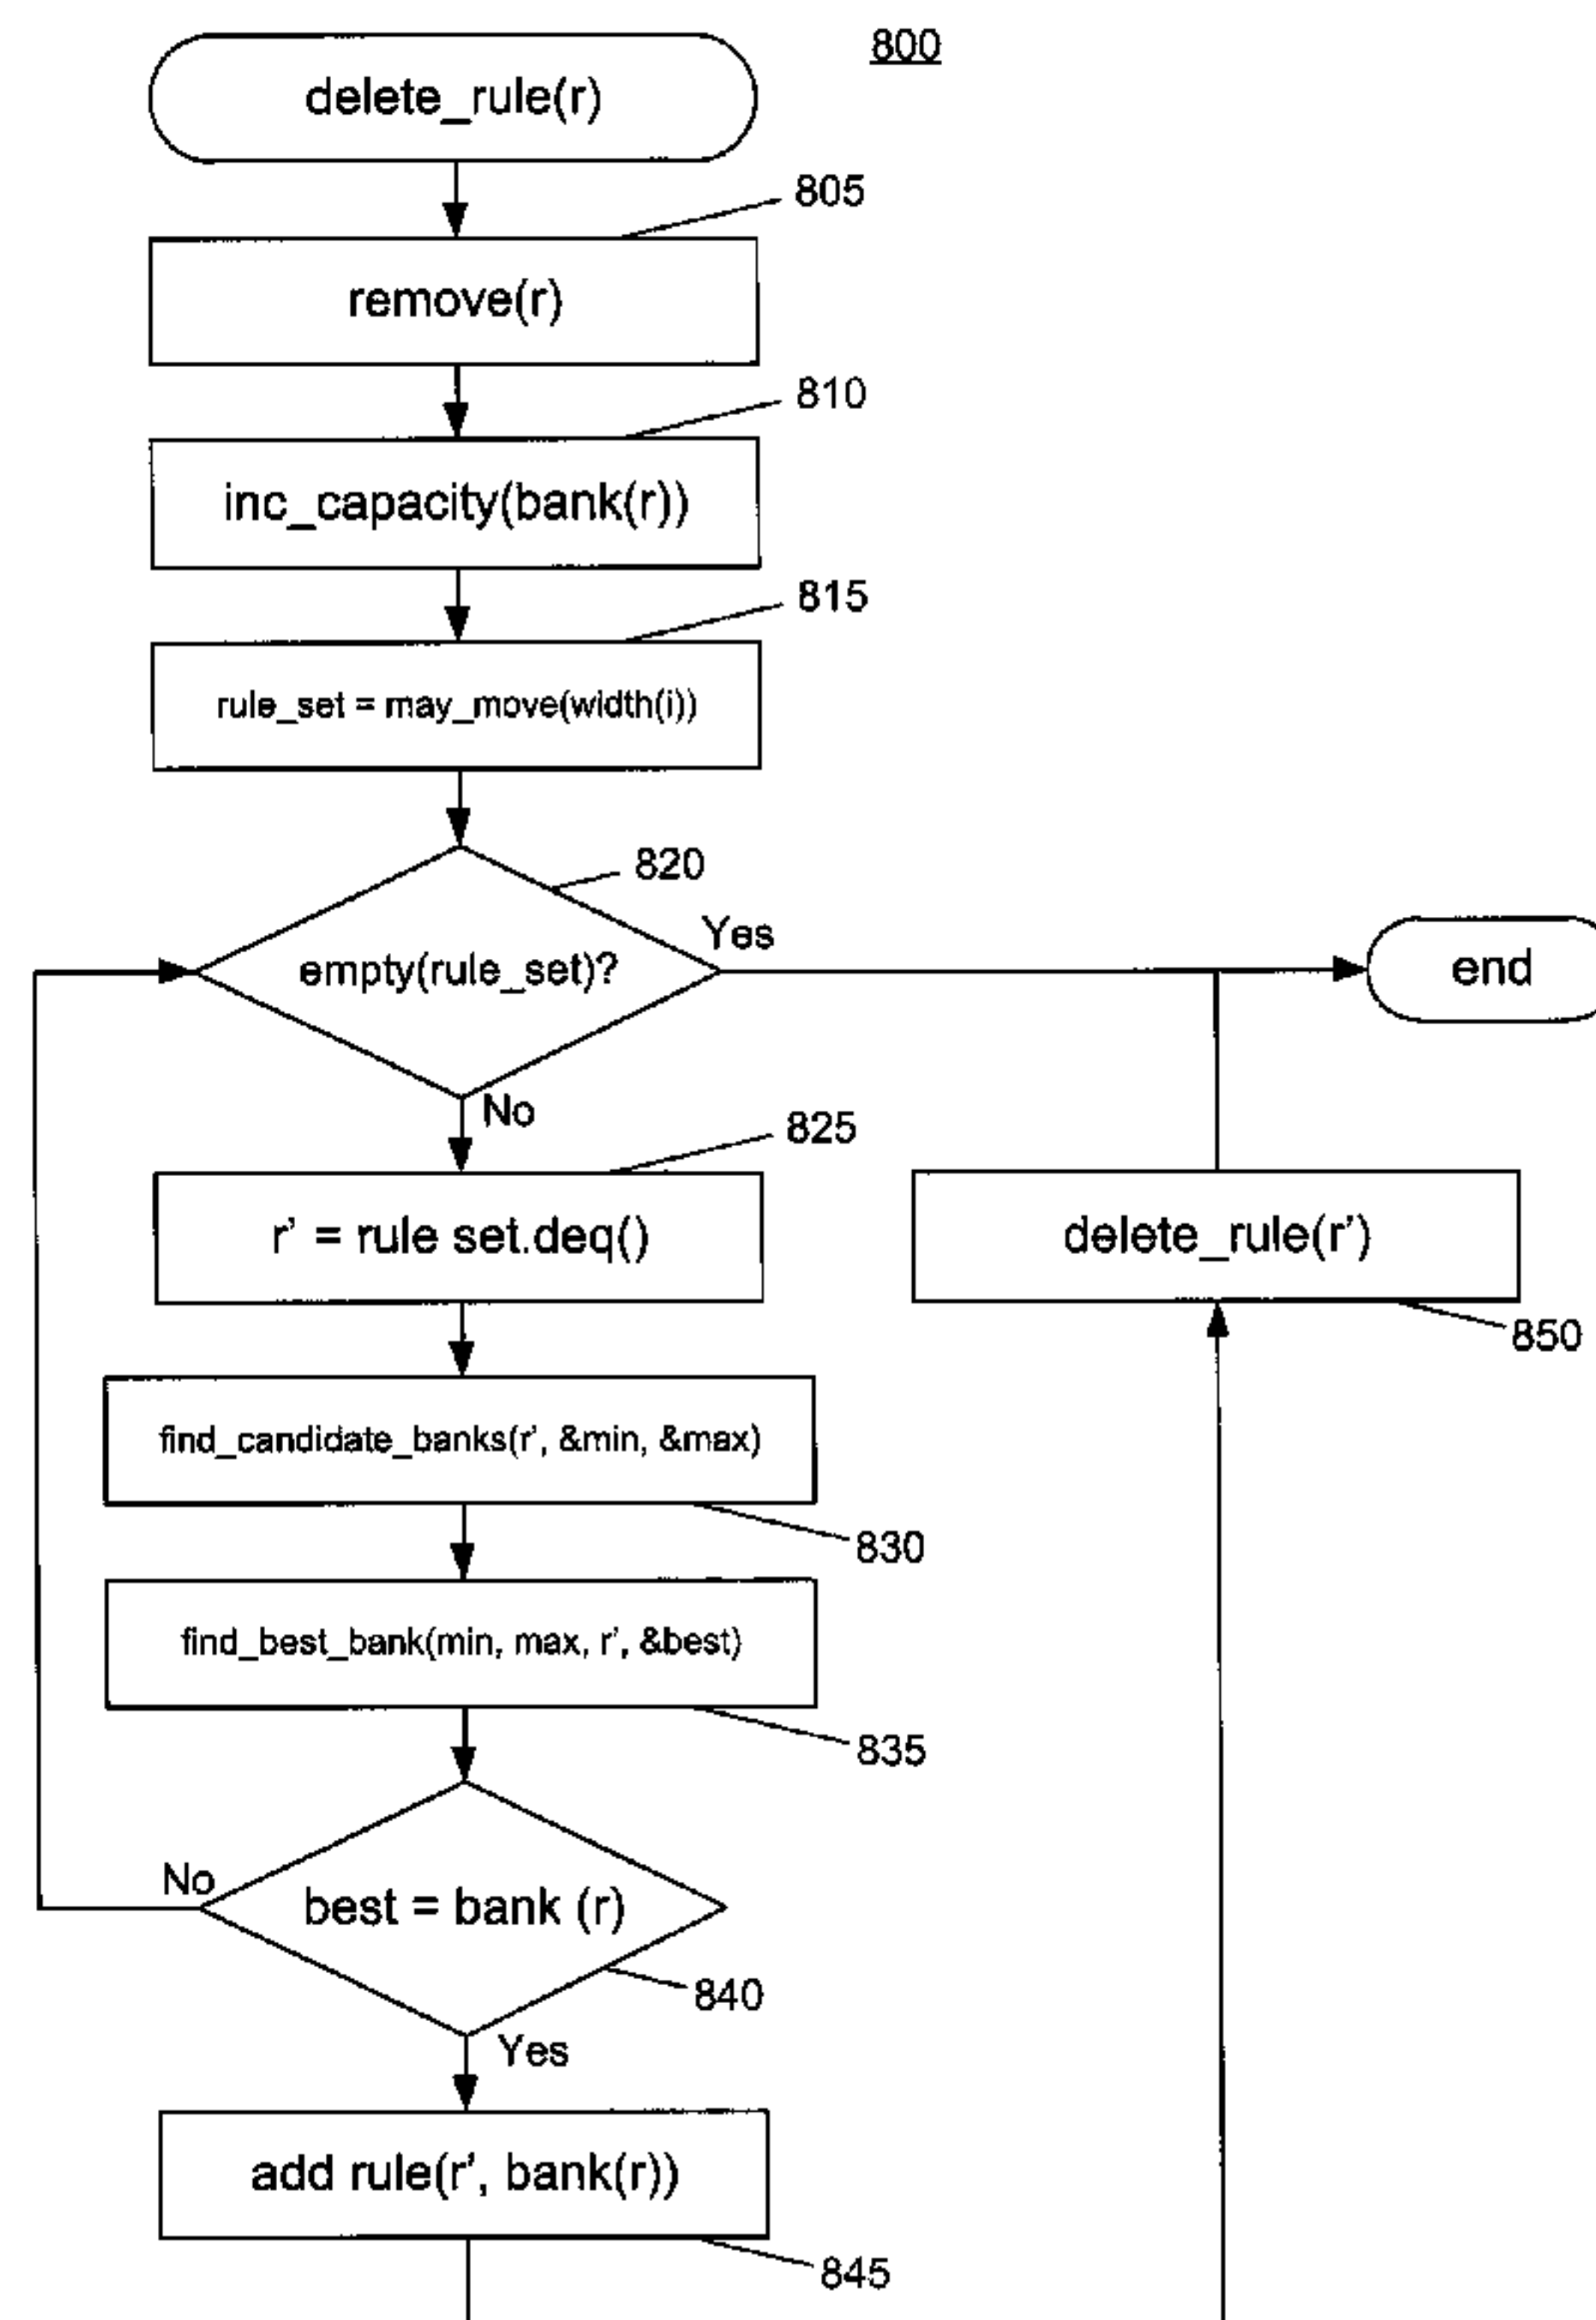 800
delete_rule(r)
805
remove(r)
810
inc_capacity(bank(r))
815
rule_set = may_move(width(i))
820
empty(rule_set)?
Yes
end
No
825
r’ = rule set.deq()
delete_rule(r’)
850
find_candidate_banks(r’, &min, &max)
830
find_best_bank(min, max, r’, &best)
835
No
best = bank (r)
840
Yes
add rule(r’, bank(r))
845